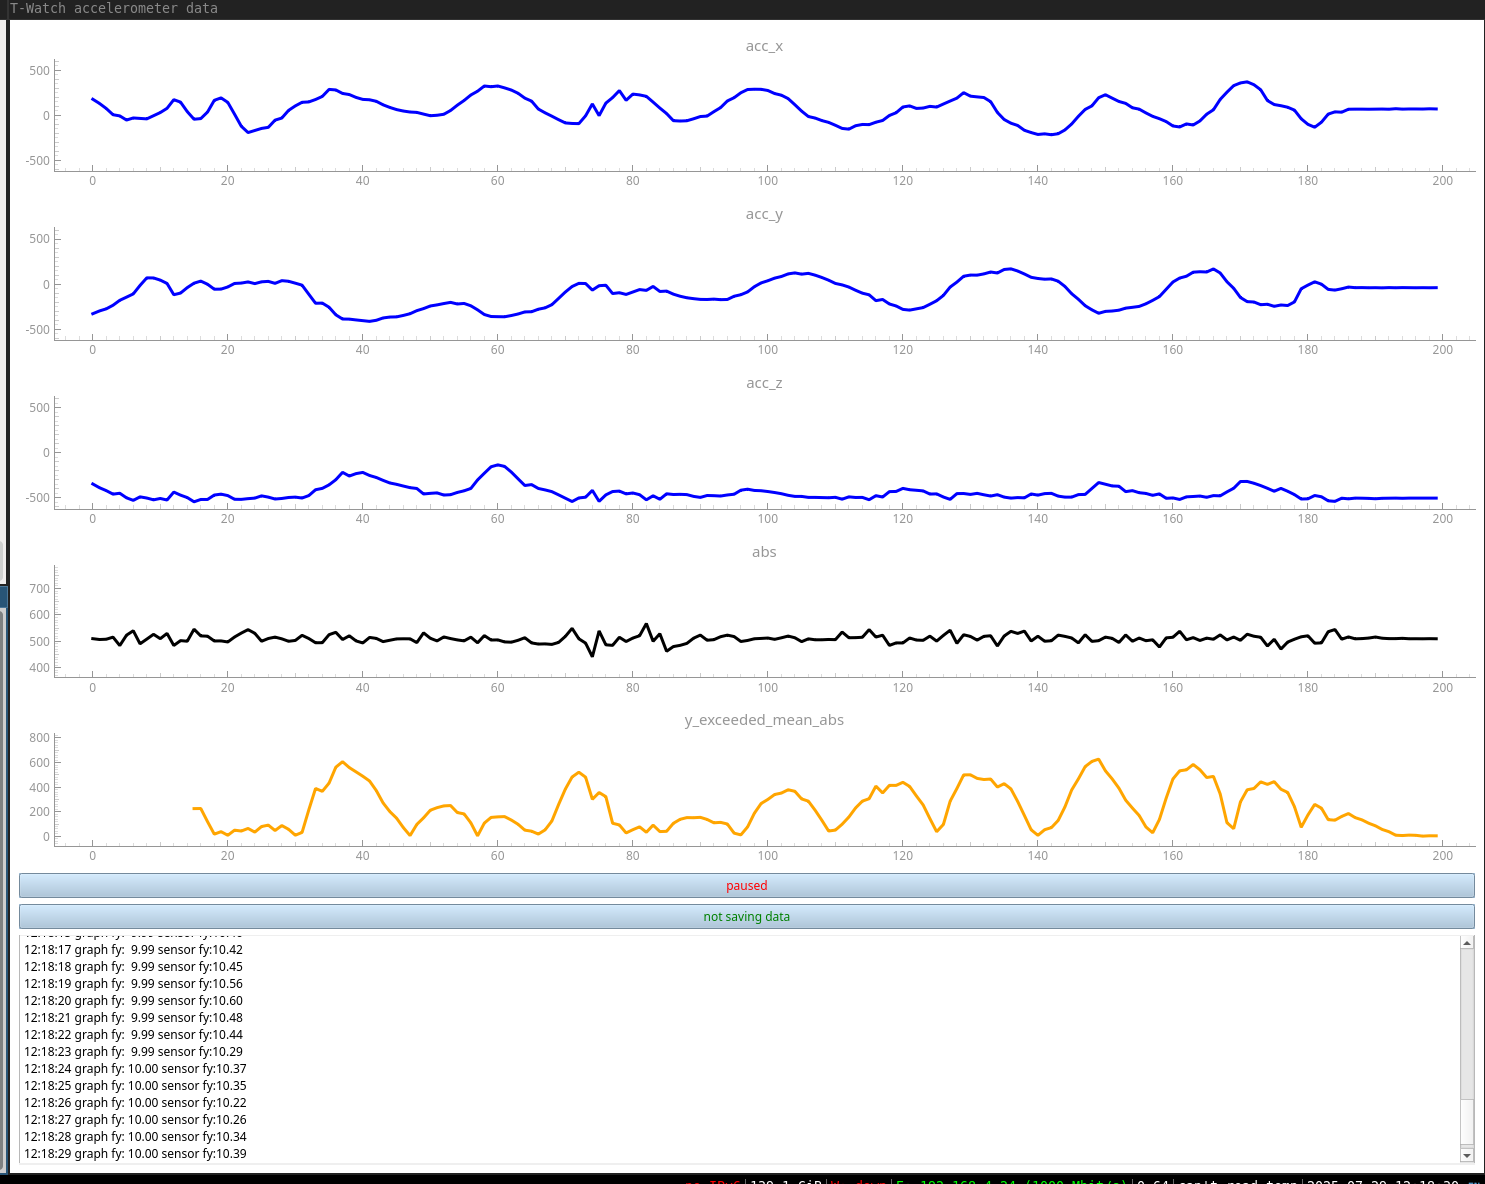 T-Watch accelerometer data
acc_x
500
0
-500
0 20 40 60 80 100 120 140 160 180 200
acc_y
500
0
-500
0 20 40 60 80 100 120 140 160 180 200
acc_z
500
0
-500
0 20 40 60 80 100 120 140 160 180 200
abs
700
600
500
400
0 20 40 60 80 100 120 140 160 180 200
y_exceeded_mean_abs
800
600
400
200
0
0 20 40 60 80 100 120 140 160 180 200
paused
not saving data
12:18:17 graph fy:  9.99 sensor fy:10.42
12:18:18 graph fy:  9.99 sensor fy:10.45
12:18:19 graph fy:  9.99 sensor fy:10.56
12:18:20 graph fy:  9.99 sensor fy:10.60
12:18:21 graph fy:  9.99 sensor fy:10.48
12:18:22 graph fy:  9.99 sensor fy:10.44
12:18:23 graph fy:  9.99 sensor fy:10.29
12:18:24 graph fy: 10.00 sensor fy:10.37
12:18:25 graph fy: 10.00 sensor fy:10.35
12:18:26 graph fy: 10.00 sensor fy:10.22
12:18:27 graph fy: 10.00 sensor fy:10.26
12:18:28 graph fy: 10.00 sensor fy:10.34
12:18:29 graph fy: 10.00 sensor fy:10.39